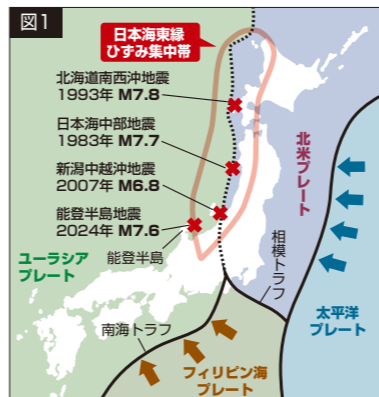 図1
日本海東縁
ひずみ集中帯
北海道南西沖地震
1993年 M7.8
日本海中部地震
1983年 M7.7
新潟中越沖地震
2007年 M6.8
能登半島地震
2024年 M7.6
能登半島
ユーラシア
プレート
北米プレート
相模トラフ
南海トラフ
太平洋
プレート
フィリピン海
プレート